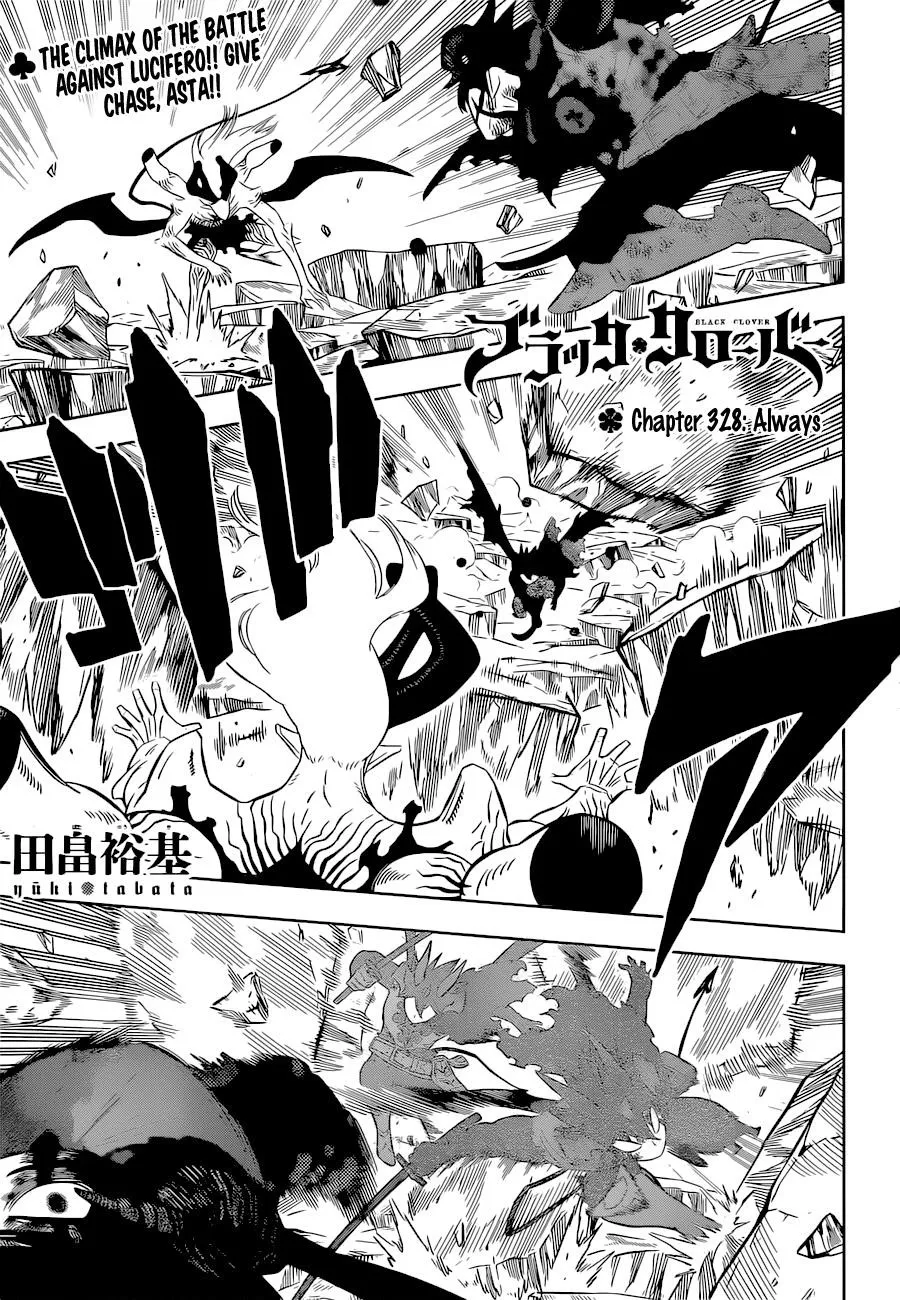 THE CLIMAX OF THE BATTLE
AGAINST LUCIFERO!! GIVE
CHASE, ASTA!!
BLACK CLOVER
ブラッククローバー
Chapter 328: Always
田畠裕基
yūki tabata